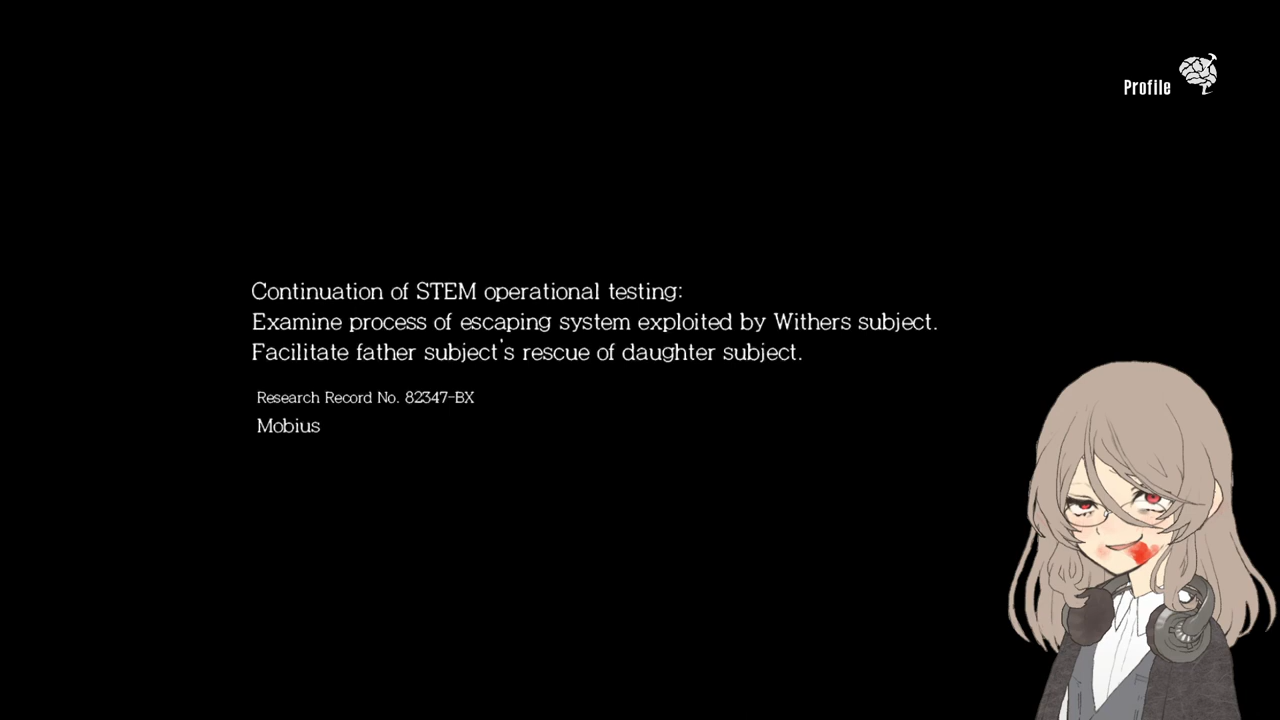 Profile
Continuation of STEM operational testing:
Examine process of escaping system exploited by Withers subject.
Facilitate father subject's rescue of daughter subject.
Research Record No. 82347-BX
Mobius